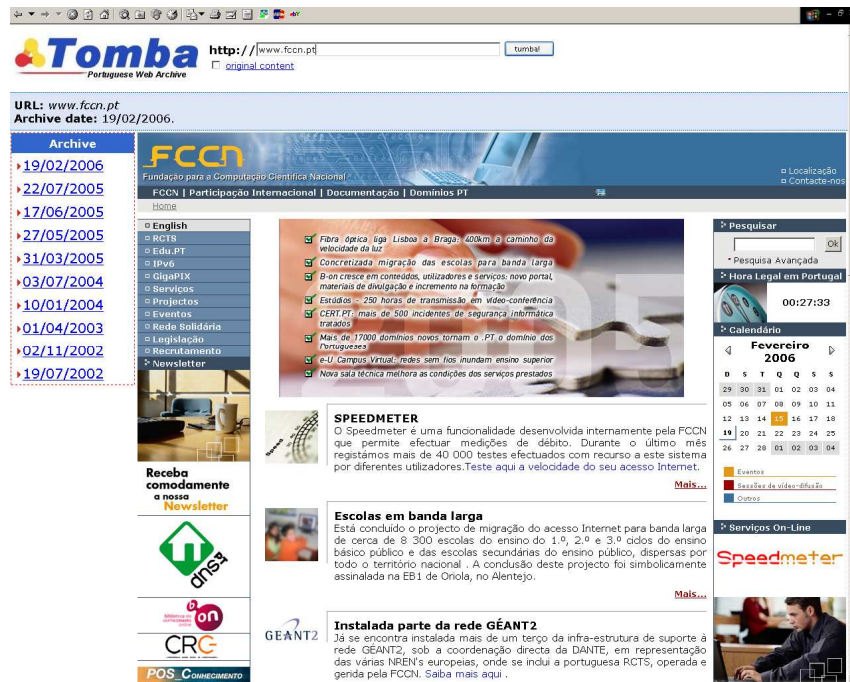 Tomba
Portuguese Web Archive
http:// www.fccn.pt tumba!
original content
URL: www.fccn.pt
Archive date: 19/02/2006.
Archive
19/02/2006
22/07/2005
17/06/2005
27/05/2005
31/03/2005
03/07/2004
10/01/2004
01/04/2003
02/11/2002
19/07/2002
FCCN
Fundação para a Computação Científica Nacional
Localização
Contacte-nos
FCCN | Participação Internacional | Documentação | Domínios PT
Home
English
RCTS
Edu.PT
IPv6
GigaPIX
Serviços
Projectos
Eventos
Rede Solidária
Legislação
Recrutamento
Newsletter
Receba
comodamente
a nossa
Newsletter
b on
CRC
POS_CONHECIMENTO
2005
Fibra óptica liga Lisboa a Braga: 400km a caminho da
velocidade da luz
Concretizada migração das escolas para banda larga
B-on cresce em conteúdos, utilizadores e serviços: novo portal,
materiais de divulgação e incremento na formação
Estúdios - 250 horas de transmissão em vídeo-conferência
CERT.PT: mais de 500 incidentes de segurança informática
tratados
Mais de 17000 domínios novos tornam o .PT o domínio dos
Portugueses
e-U Campus Virtual: redes sem fios inundam ensino superior
Nova sala técnica melhora as condições dos serviços prestados
SPEEDMETER
O Speedmeter é uma funcionalidade desenvolvida internamente pela FCCN
que permite efectuar medições de débito. Durante o último mês
registámos mais de 40 000 testes efectuados com recurso a este sistema
por diferentes utilizadores.Teste aqui a velocidade do seu acesso Internet.
Mais...
Escolas em banda larga
Está concluído o projecto de migração do acesso Internet para banda larga
de cerca de 8 300 escolas do ensino do 1.º, 2.º e 3.º ciclos do ensino
básico público e das escolas secundárias do ensino público, dispersas por
todo o território nacional . A conclusão deste projecto foi simbolicamente
assinalada na EB1 de Oriola, no Alentejo.
Mais...
GÉANT2
Instalada parte da rede GÉANT2
Já se encontra instalada mais de um terço da infra-estrutura de suporte à
rede GÉANT2, sob a coordenação directa da DANTE, em representação
das várias NREN's europeias, onde se inclui a portuguesa RCTS, operada e
gerida pela FCCN. Saiba mais aqui .
Pesquisar
Ok
Pesquisa Avançada
Hora Legal em Portugal
00:27:33
Calendário
Fevereiro
2006
D S T Q Q S S
29 30 31 01 02 03 04
05 06 07 08 09 10 11
12 13 14 15 16 17 18
19 20 21 22 23 24 25
26 27 28 01 02 03 04
Eventos
Sessões de vídeo-difusão
Outros
Serviços On-Line
Speedmeter